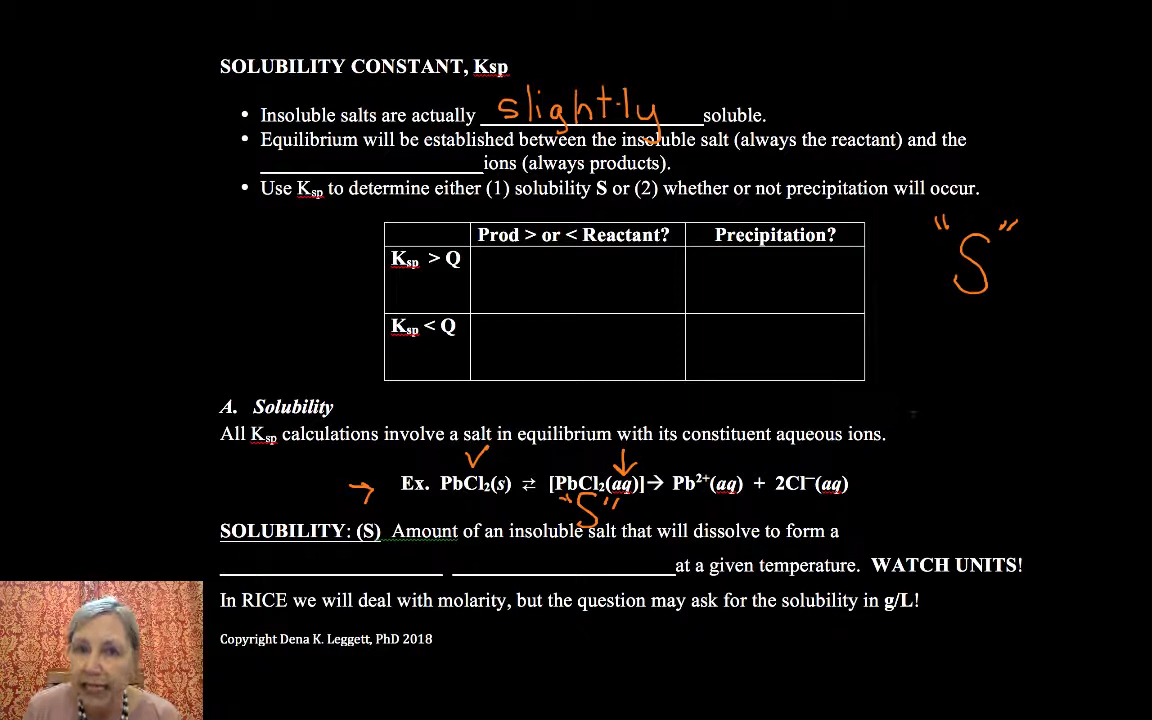 SOLUBILITY CONSTANT, Ksp
• Insoluble salts are actually slightly soluble.
• Equilibrium will be established between the insoluble salt (always the reactant) and the
____________________ ions (always products).
• Use Ksp to determine either (1) solubility S or (2) whether or not precipitation will occur.
"S"
Prod > or < Reactant? Precipitation?
Ksp > Q
Ksp < Q
A. Solubility
All Ksp calculations involve a salt in equilibrium with its constituent aqueous ions.
→ Ex. PbCl₂(s) ⇄ [PbCl₂(aq)]→ Pb²⁺(aq) + 2Cl⁻(aq)
"S"
SOLUBILITY: (S) Amount of an insoluble salt that will dissolve to form a
____________________ ____________________ at a given temperature. WATCH UNITS!
In RICE we will deal with molarity, but the question may ask for the solubility in g/L!
Copyright Dena K. Leggett, PhD 2018